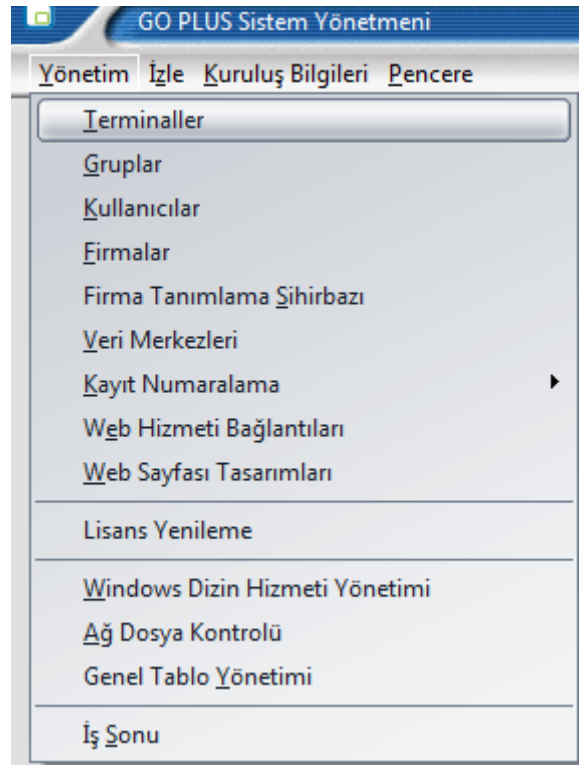 GO PLUS Sistem Yönetmeni
Yönetim İzle Kuruluş Bilgileri Pencere
Terminaller
Gruplar
Kullanıcılar
Firmalar
Firma Tanımlama Sihirbazı
Veri Merkezleri
Kayıt Numaralama
Web Hizmeti Bağlantıları
Web Sayfası Tasarımları
Lisans Yenileme
Windows Dizin Hizmeti Yönetimi
Ağ Dosya Kontrolü
Genel Tablo Yönetimi
İş Sonu